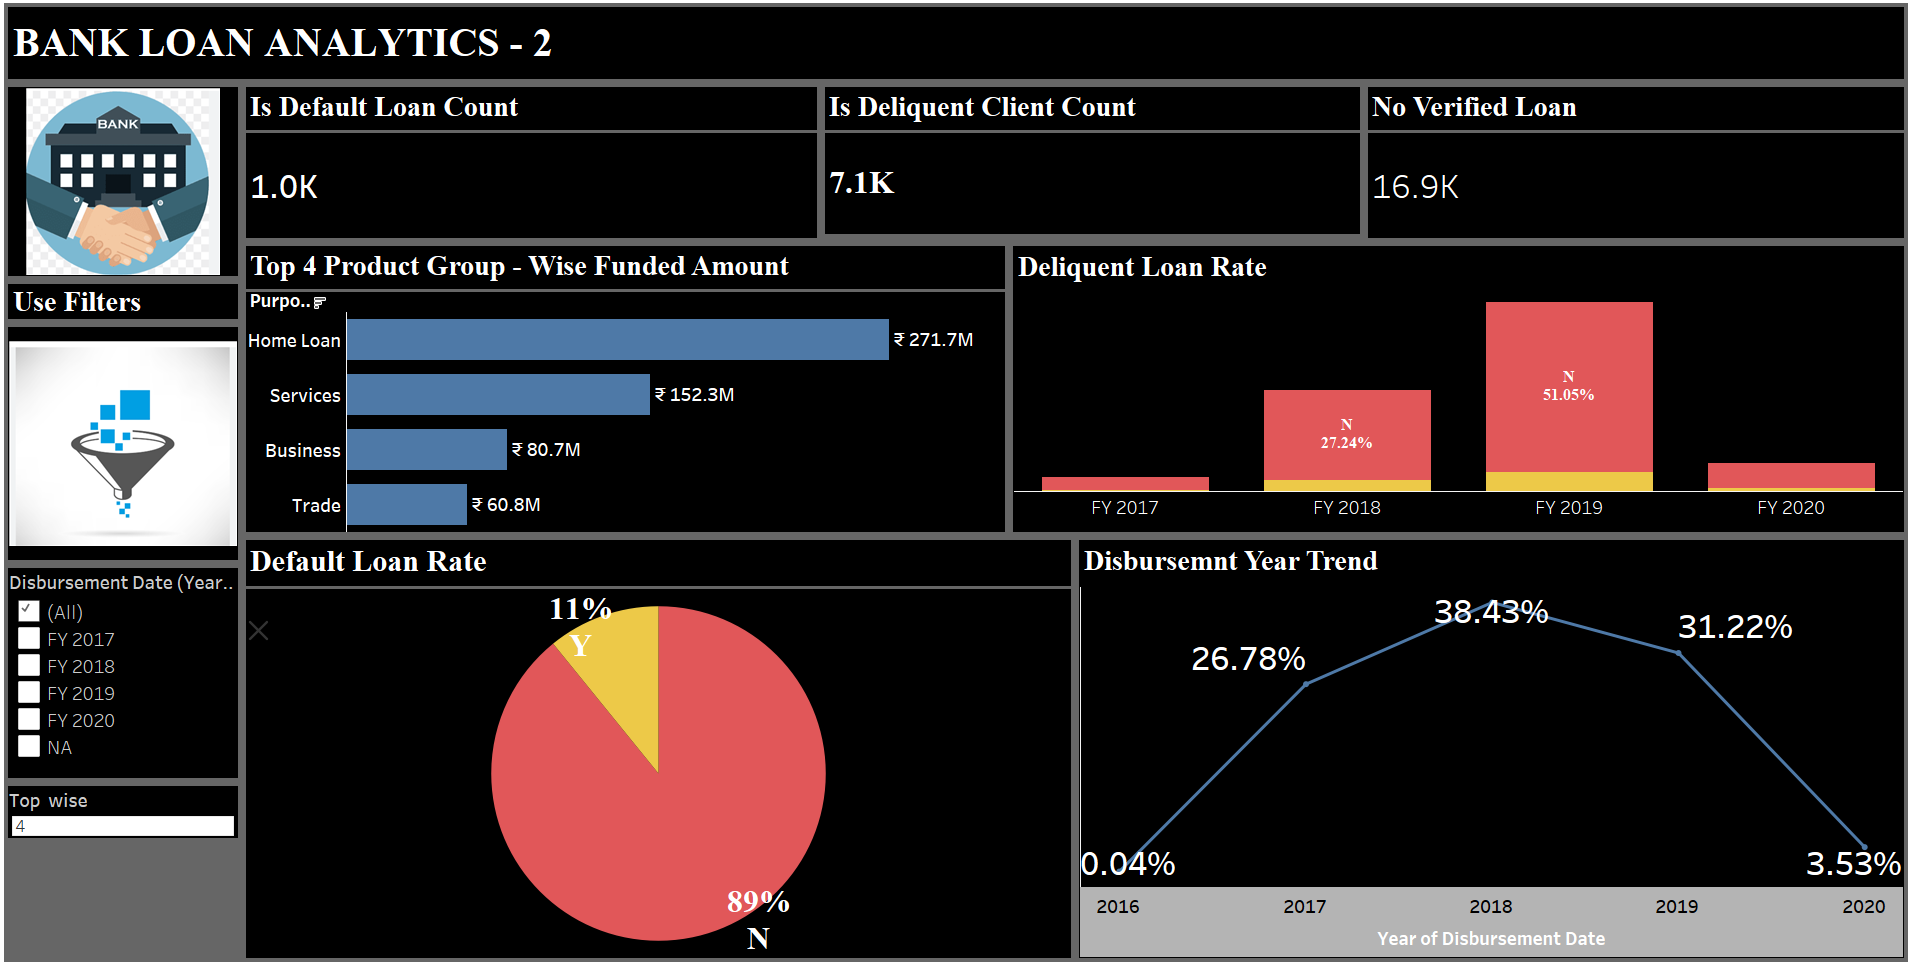 BANK LOAN ANALYTICS - 2
BANK
Is Default Loan Count
1.0K
Is Deliquent Client Count
7.1K
No Verified Loan
16.9K
Use Filters
Disbursement Date (Year..
(All)
FY 2017
FY 2018
FY 2019
FY 2020
NA
Top wise
4
Top 4 Product Group - Wise Funded Amount
Purpo..
Home Loan ₹ 271.7M
Services ₹ 152.3M
Business ₹ 80.7M
Trade ₹ 60.8M
Deliquent Loan Rate
N
27.24%
N
51.05%
FY 2017 FY 2018 FY 2019 FY 2020
Default Loan Rate
11%
Y
89%
N
Disbursemnt Year Trend
0.04%
26.78%
38.43%
31.22%
3.53%
2016 2017 2018 2019 2020
Year of Disbursement Date